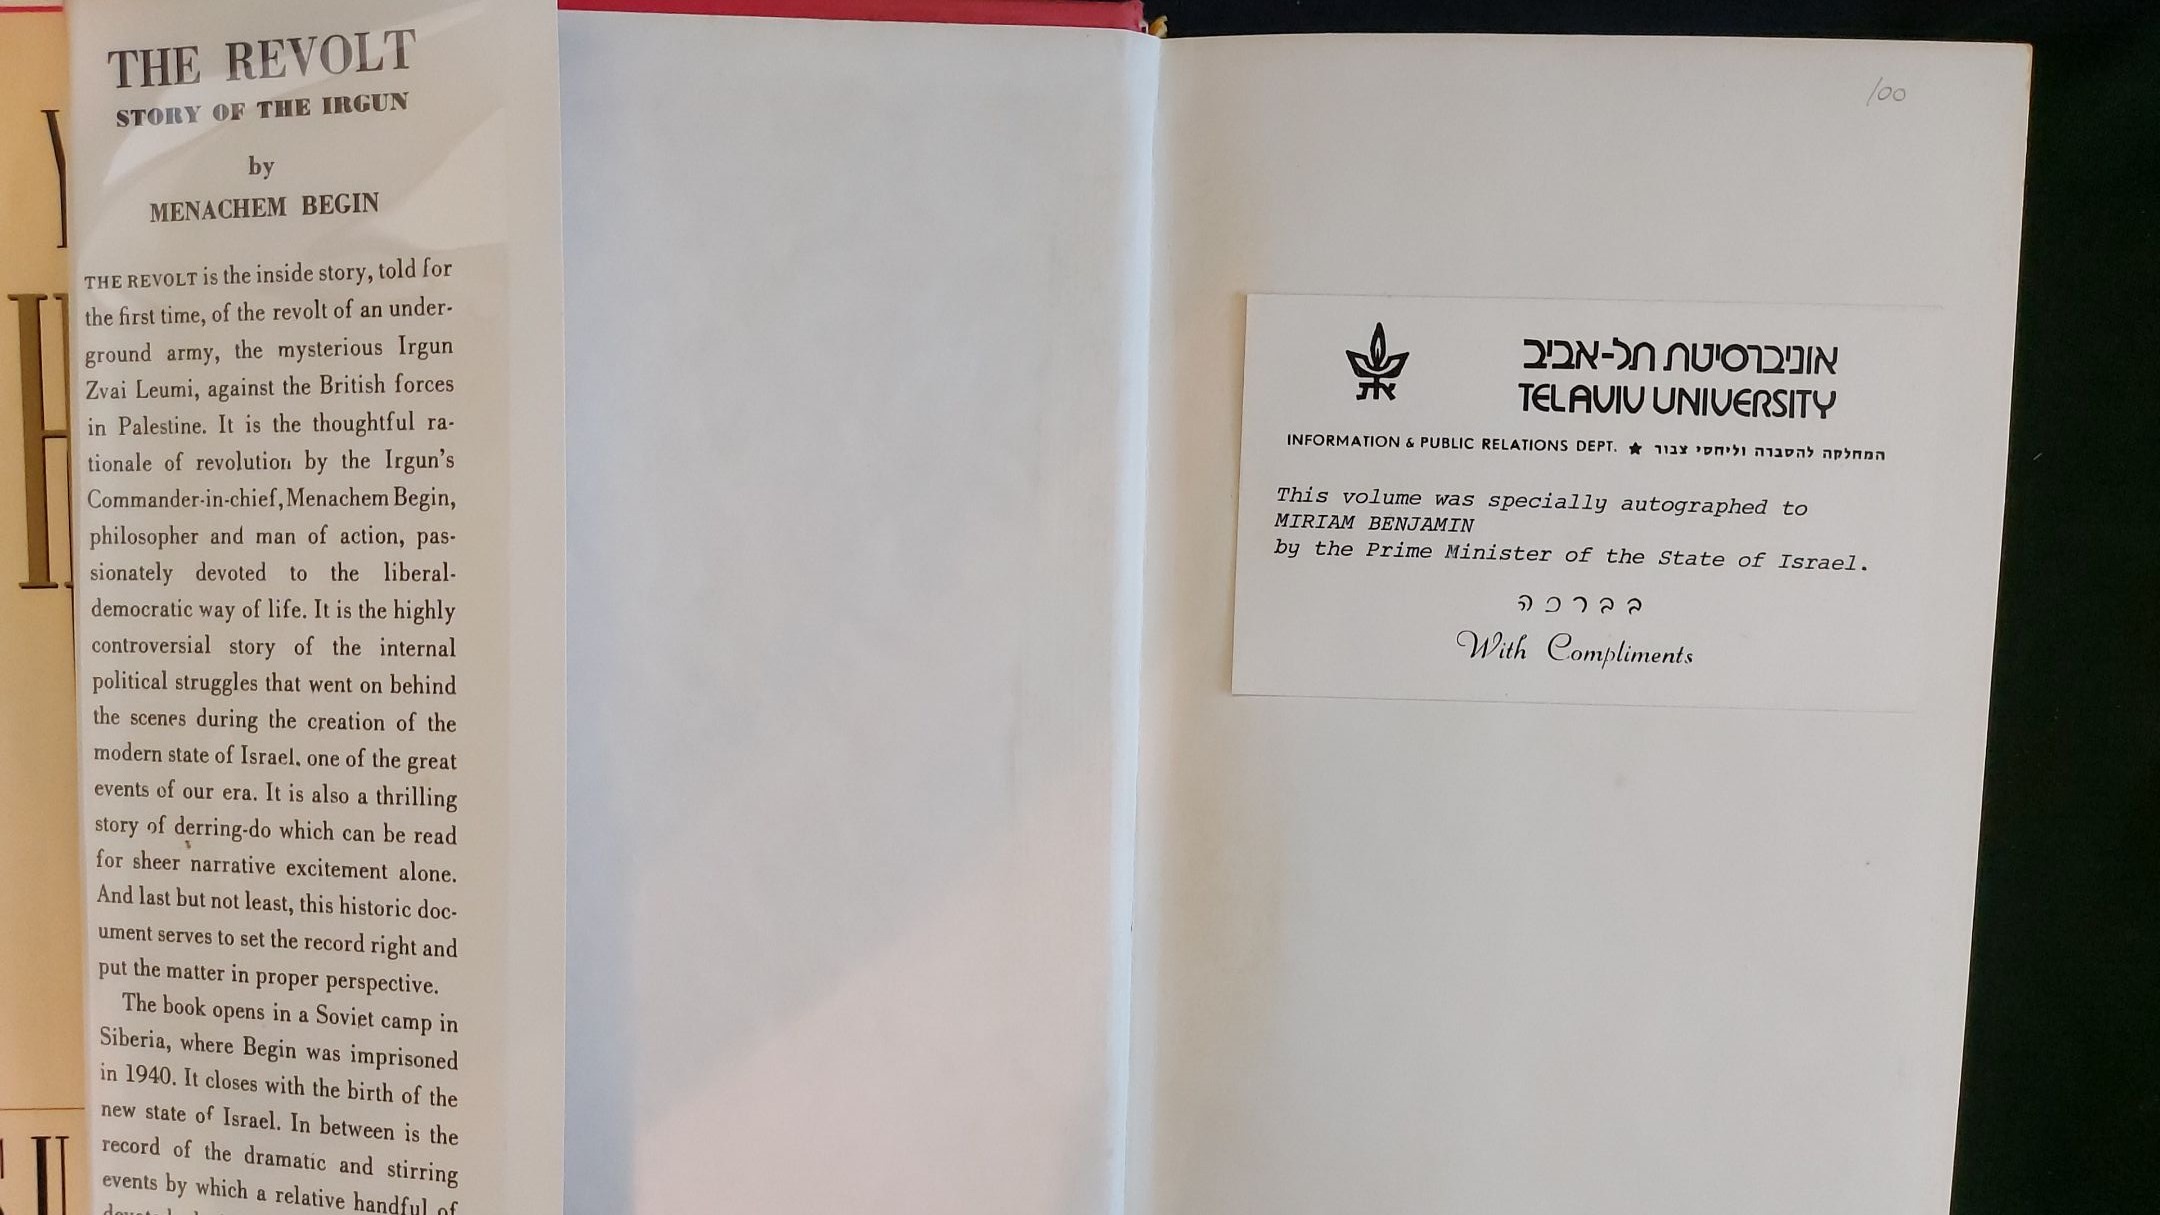 THE REVOLT
STORY OF THE IRGUN
by
MENACHEM BEGIN
THE REVOLT is the inside story, told for
the first time, of the revolt of an under-
ground army, the mysterious Irgun
Zvai Leumi, against the British forces
in Palestine. It is the thoughtful ra-
tionale of revolution by the Irgun's
Commander-in-chief, Menachem Begin,
philosopher and man of action, pas-
sionately devoted to the liberal-
democratic way of life. It is the highly
controversial story of the internal
political struggles that went on behind
the scenes during the creation of the
modern state of Israel, one of the great
events of our era. It is also a thrilling
story of derring-do which can be read
for sheer narrative excitement alone.
And last but not least, this historic doc-
ument serves to set the record right and
put the matter in proper perspective.
The book opens in a Soviet camp in
Siberia, where Begin was imprisoned
in 1940. It closes with the birth of the
new state of Israel. In between is the
record of the dramatic and stirring
events by which a relative handful of
/00
את
אוניברסיטת תל-אביב
TEL AVIV UNIVERSITY
INFORMATION & PUBLIC RELATIONS DEPT. ★ המחלקה להסברה וליחסי צבור
This volume was specially autographed to
MIRIAM BENJAMIN
by the Prime Minister of the State of Israel.
בברכה
With Compliments